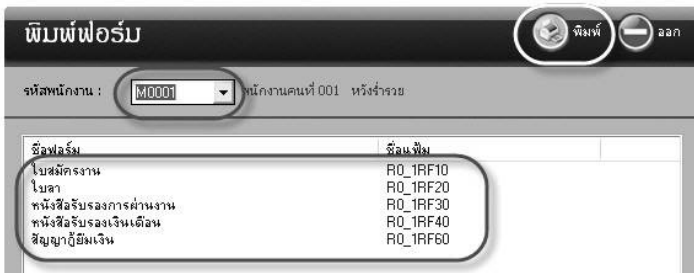 พิมพ์ฟอร์ม พิมพ์ ออก
รหัสพนักงาน : M0001 พนักงานคนที่ 001 หวังร่ำรวย
ชื่อฟอร์ม ชื่อแฟ้ม
ใบสมัครงาน R0_1RF10
ใบลา R0_1RF20
หนังสือรับรองการผ่านงาน R0_1RF30
หนังสือรับรองเงินเดือน R0_1RF40
สัญญากู้ยืมเงิน R0_1RF60